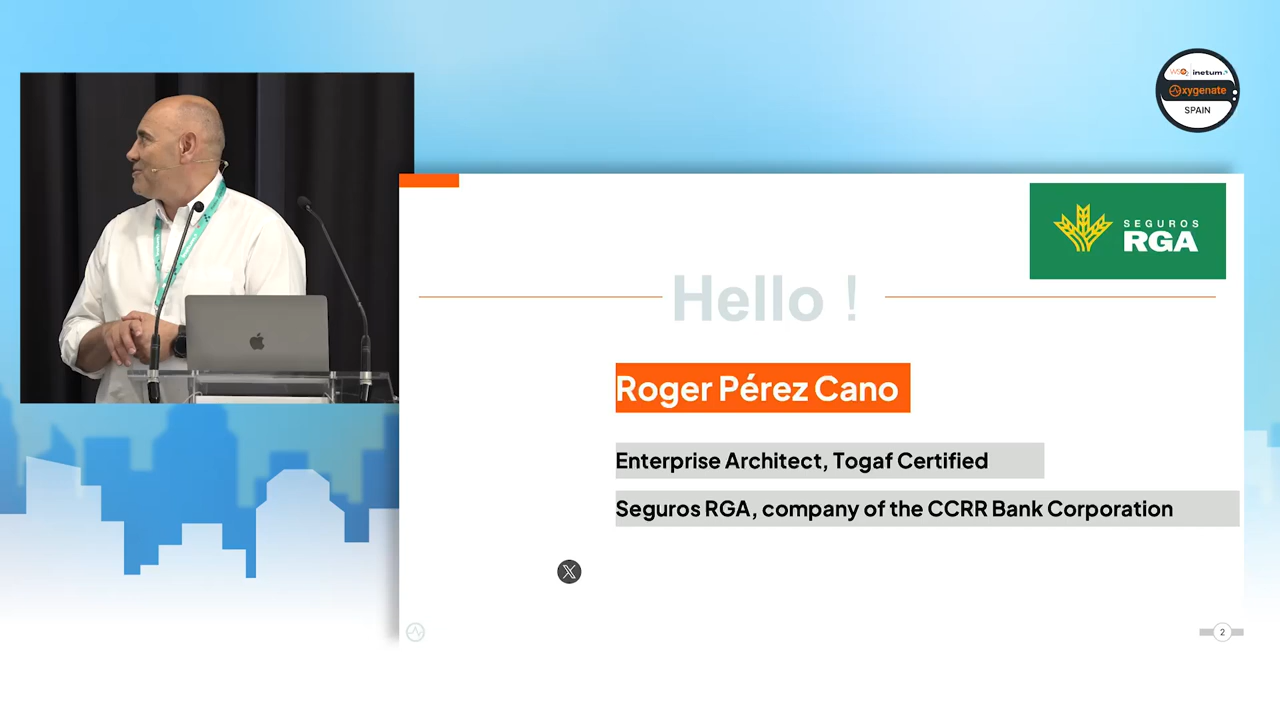 WSO2 inetum.
Oxygenate
SPAIN
SEGUROS
RGA
Hello !
Roger Pérez Cano
Enterprise Architect, Togaf Certified
Seguros RGA, company of the CCRR Bank Corporation
2